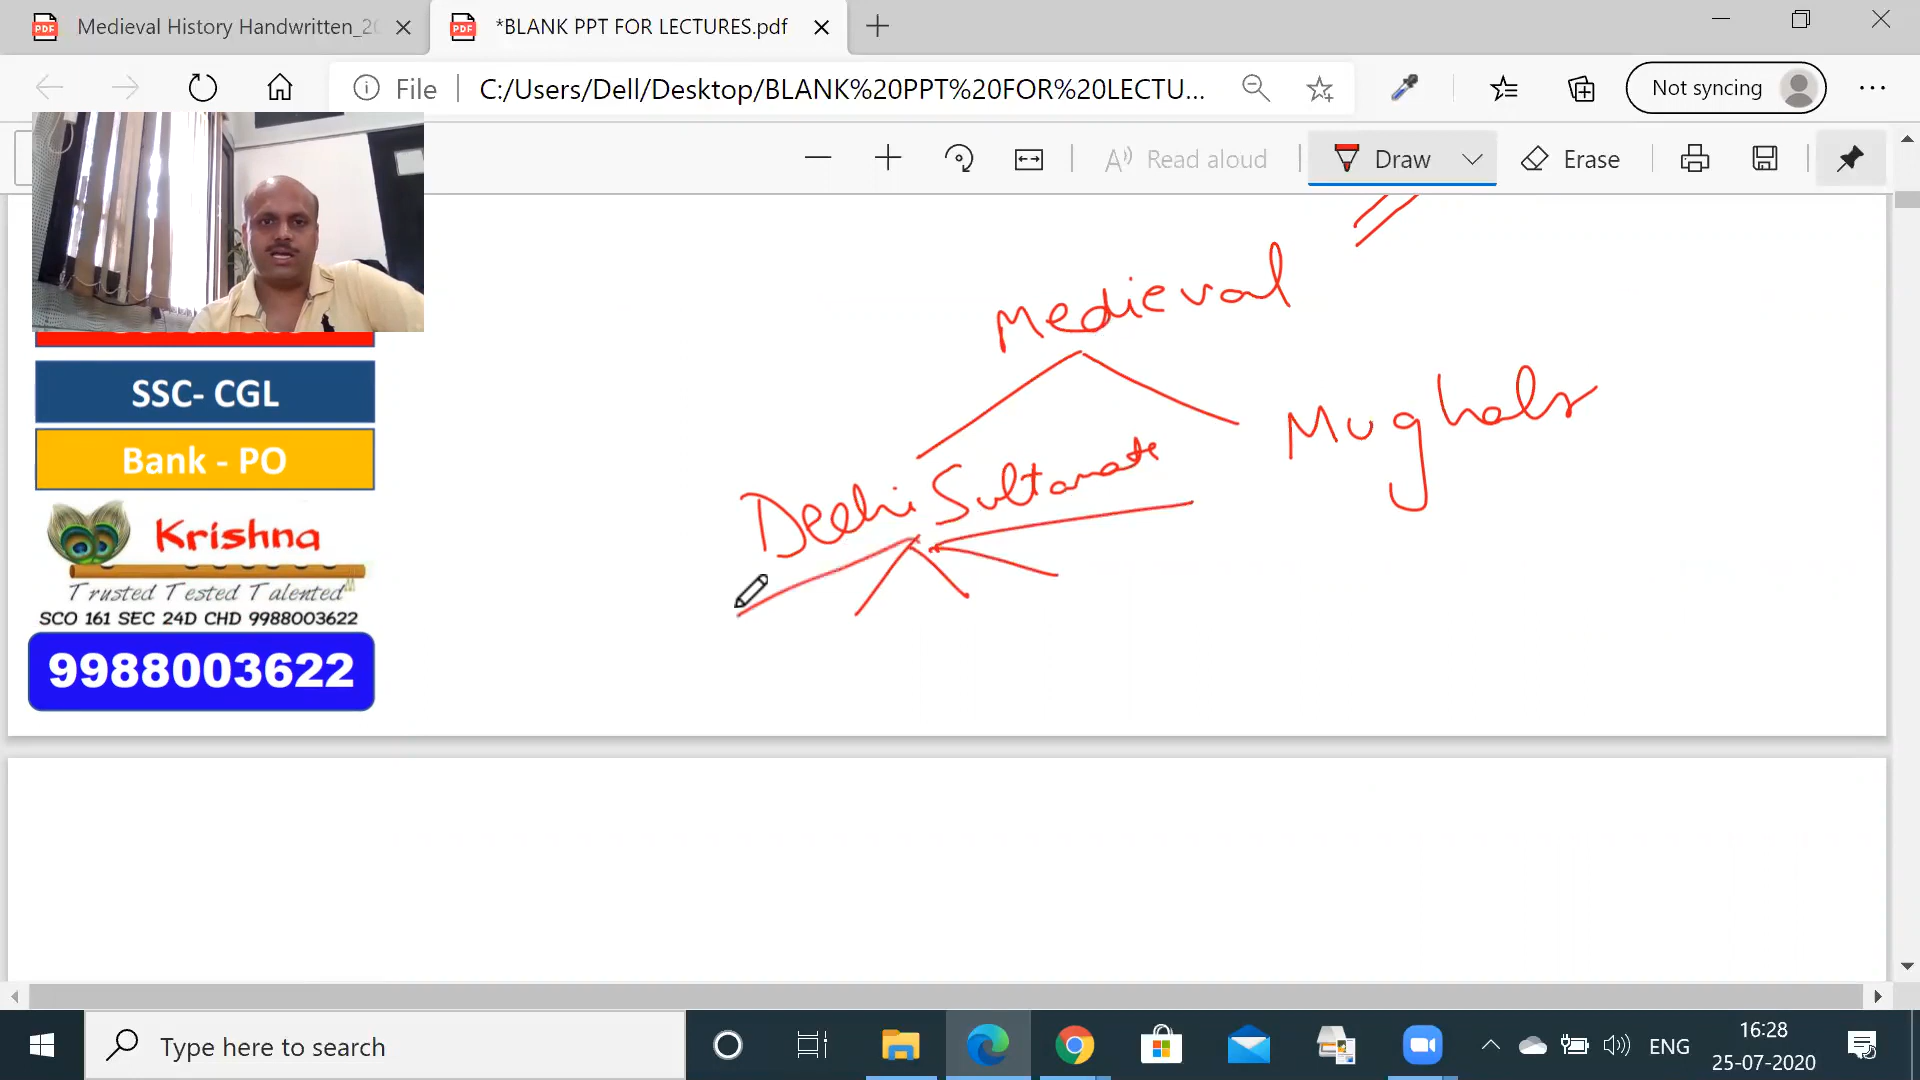 Medieval History Handwritten_20
*BLANK PPT FOR LECTURES.pdf
File
C:/Users/Dell/Desktop/BLANK%20PPT%20FOR%20LECTU...
Not syncing
Read aloud
Draw
Erase
Medieval
Mughals
Delhi Sultanate
SSC- CGL
Bank - PO
Krishna
Trusted Tested Talented
SCO 161 SEC 24D CHD 9988003622
9988003622
Type here to search
ENG
16:28
25-07-2020